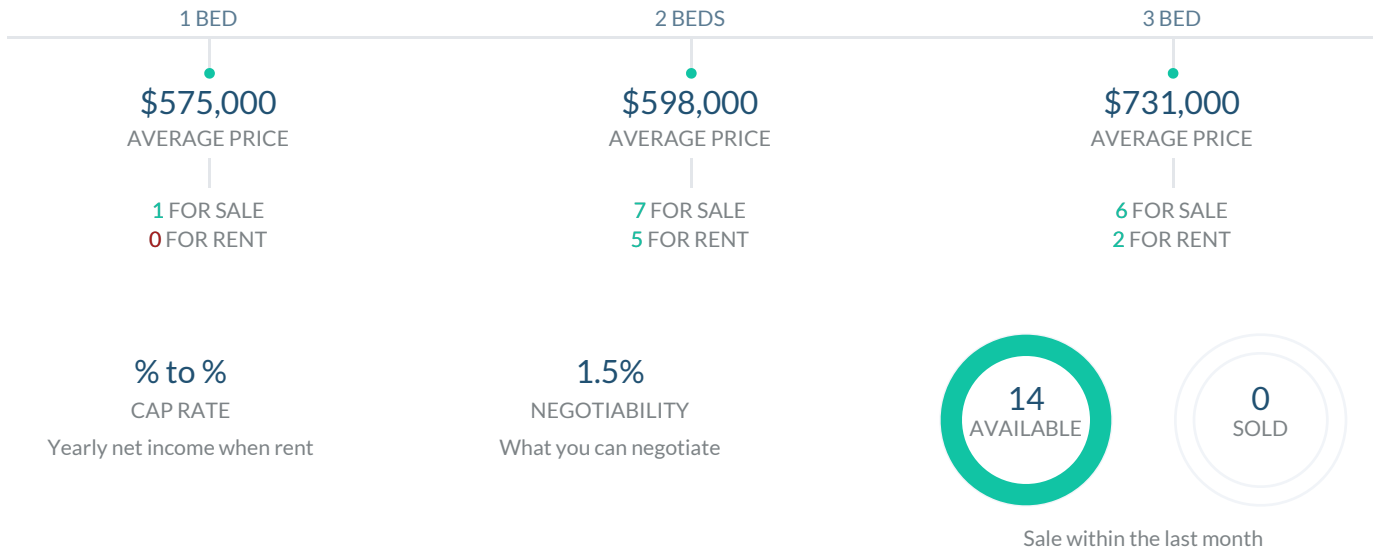 1 BED
2 BEDS
3 BED
$575,000
AVERAGE PRICE
1 FOR SALE
0 FOR RENT
$598,000
AVERAGE PRICE
7 FOR SALE
5 FOR RENT
$731,000
AVERAGE PRICE
6 FOR SALE
2 FOR RENT
% to %
CAP RATE
Yearly net income when rent
1.5%
NEGOTIABILITY
What you can negotiate
14
AVAILABLE
0
SOLD
Sale within the last month